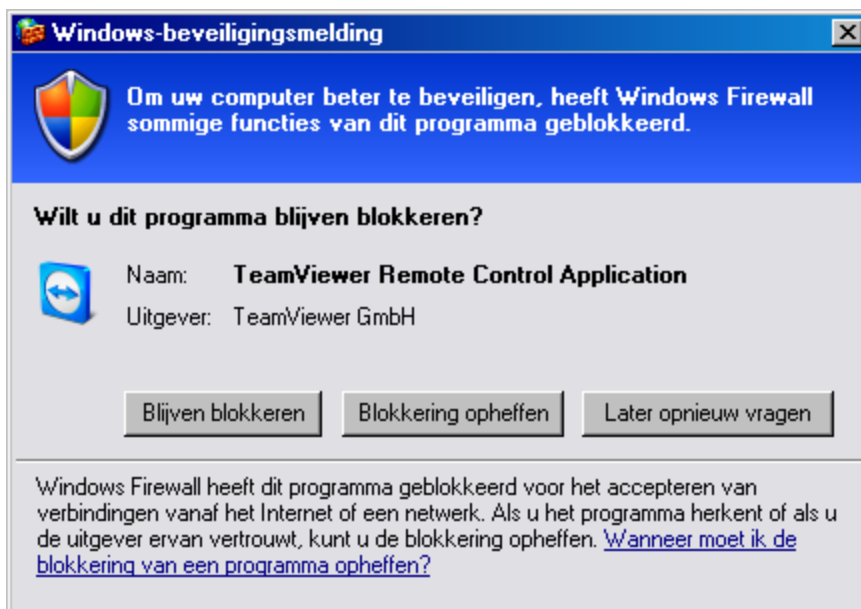 Windows-beveiligingsmelding
Om uw computer beter te beveiligen, heeft Windows Firewall
sommige functies van dit programma geblokkeerd.
Wilt u dit programma blijven blokkeren?
Naam: TeamViewer Remote Control Application
Uitgever: TeamViewer GmbH
Blijven blokkeren Blokkering opheffen Later opnieuw vragen
Windows Firewall heeft dit programma geblokkeerd voor het accepteren van
verbindingen vanaf het Internet of een netwerk. Als u het programma herkent of als u
de uitgever ervan vertrouwt, kunt u de blokkering opheffen. Wanneer moet ik de
blokkering van een programma opheffen?